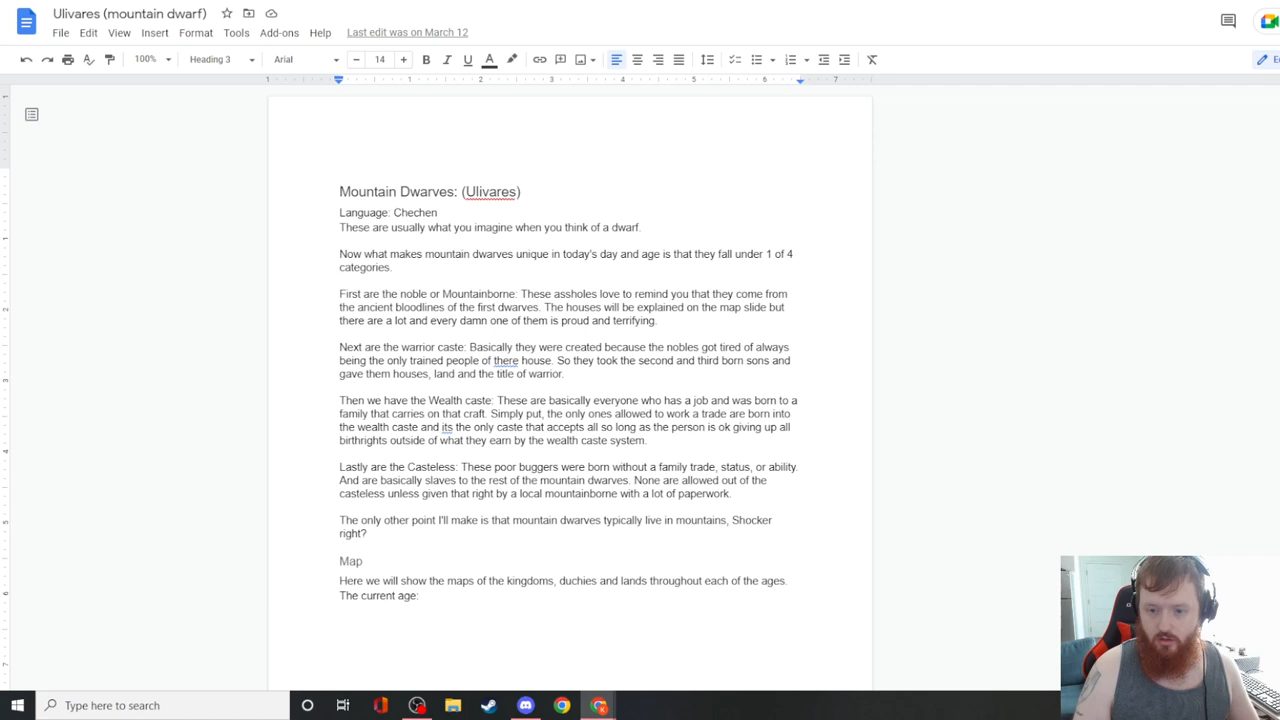 Ulivares (mountain dwarf)
File Edit View Insert Format Tools Add-ons Help Last edit was on March 12
100% Heading 3 Arial 14
1 1 2 3 4 5 6 7
Mountain Dwarves: (Ulivares)
Language: Chechen
These are usually what you imagine when you think of a dwarf.
Now what makes mountain dwarves unique in today's day and age is that they fall under 1 of 4
categories.
First are the noble or Mountainborne: These assholes love to remind you that they come from
the ancient bloodlines of the first dwarves. The houses will be explained on the map slide but
there are a lot and every damn one of them is proud and terrifying.
Next are the warrior caste: Basically they were created because the nobles got tired of always
being the only trained people of there house. So they took the second and third born sons and
gave them houses, land and the title of warrior.
Then we have the Wealth caste: These are basically everyone who has a job and was born to a
family that carries on that craft. Simply put, the only ones allowed to work a trade are born into
the wealth caste and its the only caste that accepts all so long as the person is ok giving up all
birthrights outside of what they earn by the wealth caste system.
Lastly are the Casteless: These poor buggers were born without a family trade, status, or ability.
And are basically slaves to the rest of the mountain dwarves. None are allowed out of the
casteless unless given that right by a local mountainborne with a lot of paperwork.
The only other point I'll make is that mountain dwarves typically live in mountains, Shocker
right?
Map
Here we will show the maps of the kingdoms, duchies and lands throughout each of the ages.
The current age:
Type here to search